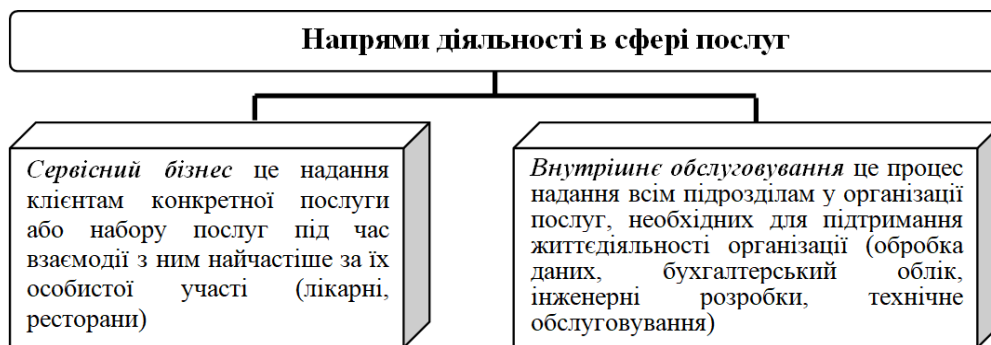 Напрями діяльності в сфері послуг
Сервісний бізнес це надання
клієнтам конкретної послуги
або набору послуг під час
взаємодії з ним найчастіше за їх
особистої участі (лікарні,
ресторани)
Внутрішнє обслуговування це процес
надання всім підрозділам у організації
послуг, необхідних для підтримання
життєдіяльності організації (обробка
даних, бухгалтерський облік,
інженерні розробки, технічне
обслуговування)